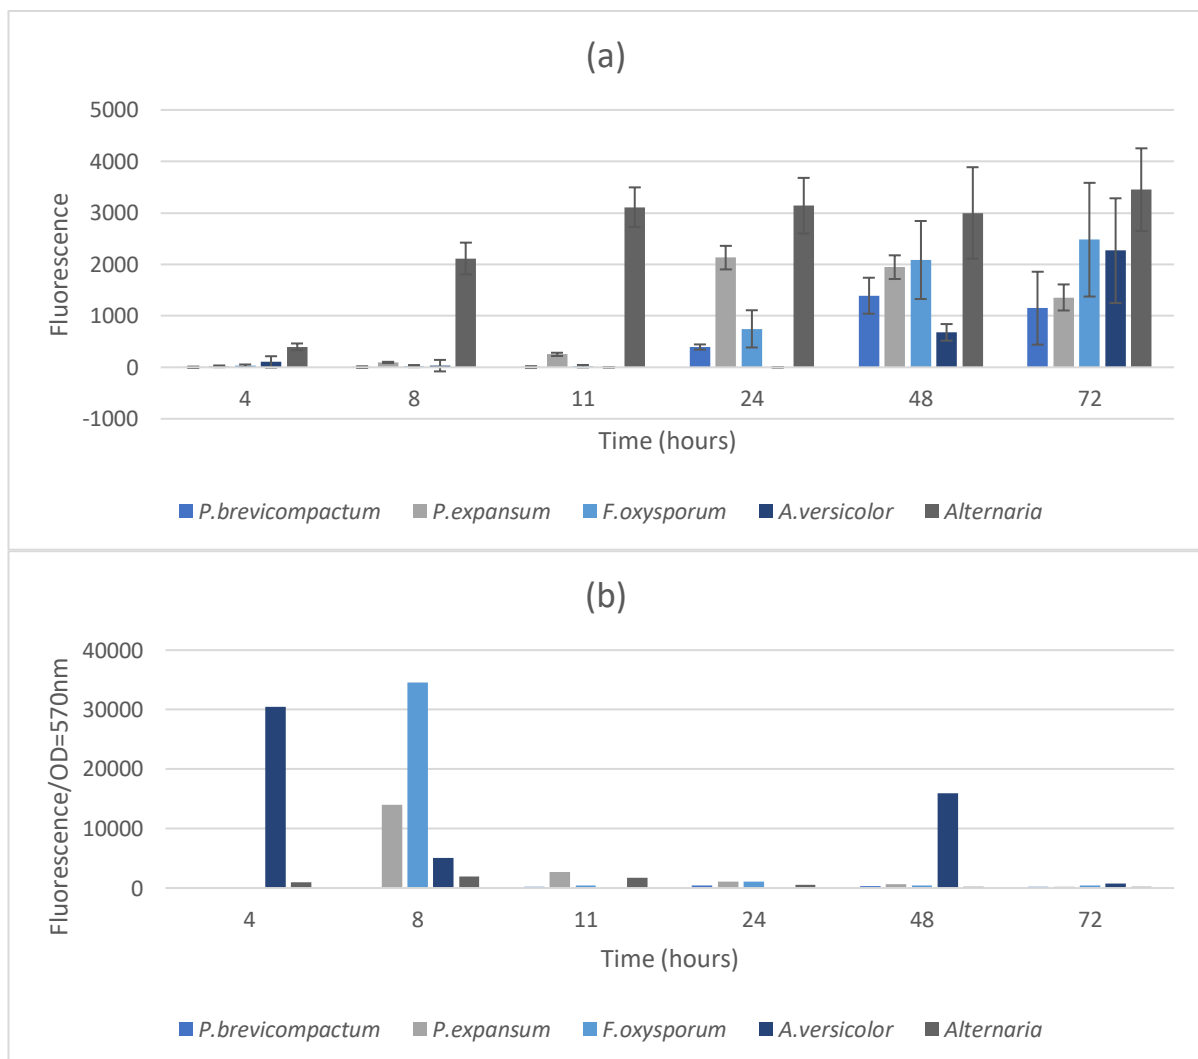 (a)
5000
4000
3000
2000
1000
0
-1000
Fluorescence
4 8 11 24 48 72
Time (hours)
P.brevicompactum P.expansum F.oxysporum A.versicolor Alternaria
(b)
40000
30000
20000
10000
0
Fluorescence/OD=570nm
4 8 11 24 48 72
Time (hours)
P.brevicompactum P.expansum F.oxysporum A.versicolor Alternaria